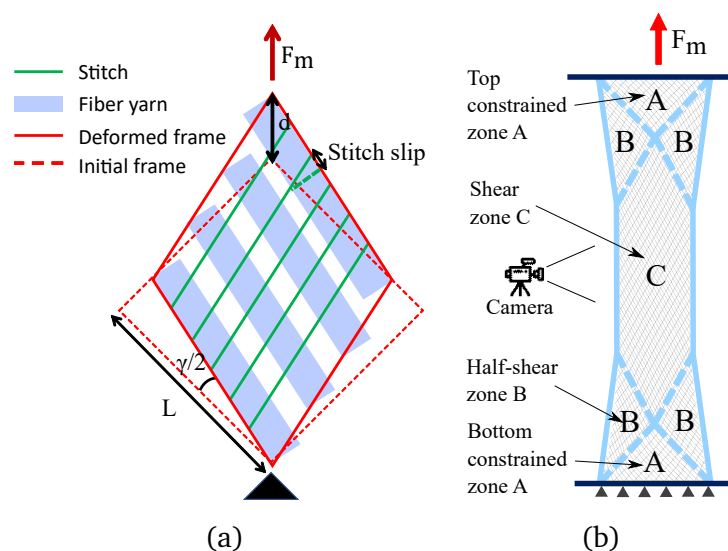 F_m
Stitch
Fiber yarn
Deformed frame
Initial frame
d
Stitch slip
γ/2
L
(a)
F_m
Top
constrained
zone A
A
B
B
Shear
zone C
C
Camera
Half-shear
zone B
B
B
Bottom
constrained
zone A
A
(b)